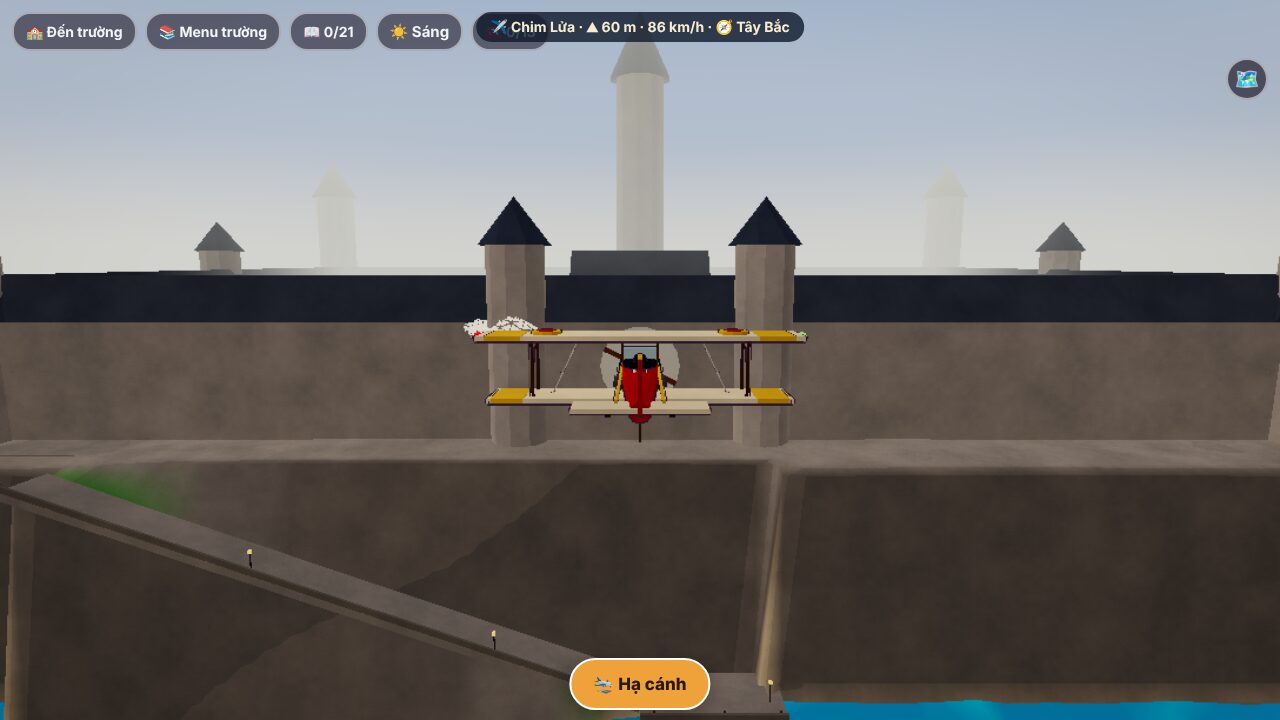 Đến trường
Menu trường
0/21
Sáng
Chim Lửa · ▲ 60 m · 86 km/h · Tây Bắc
Hạ cánh